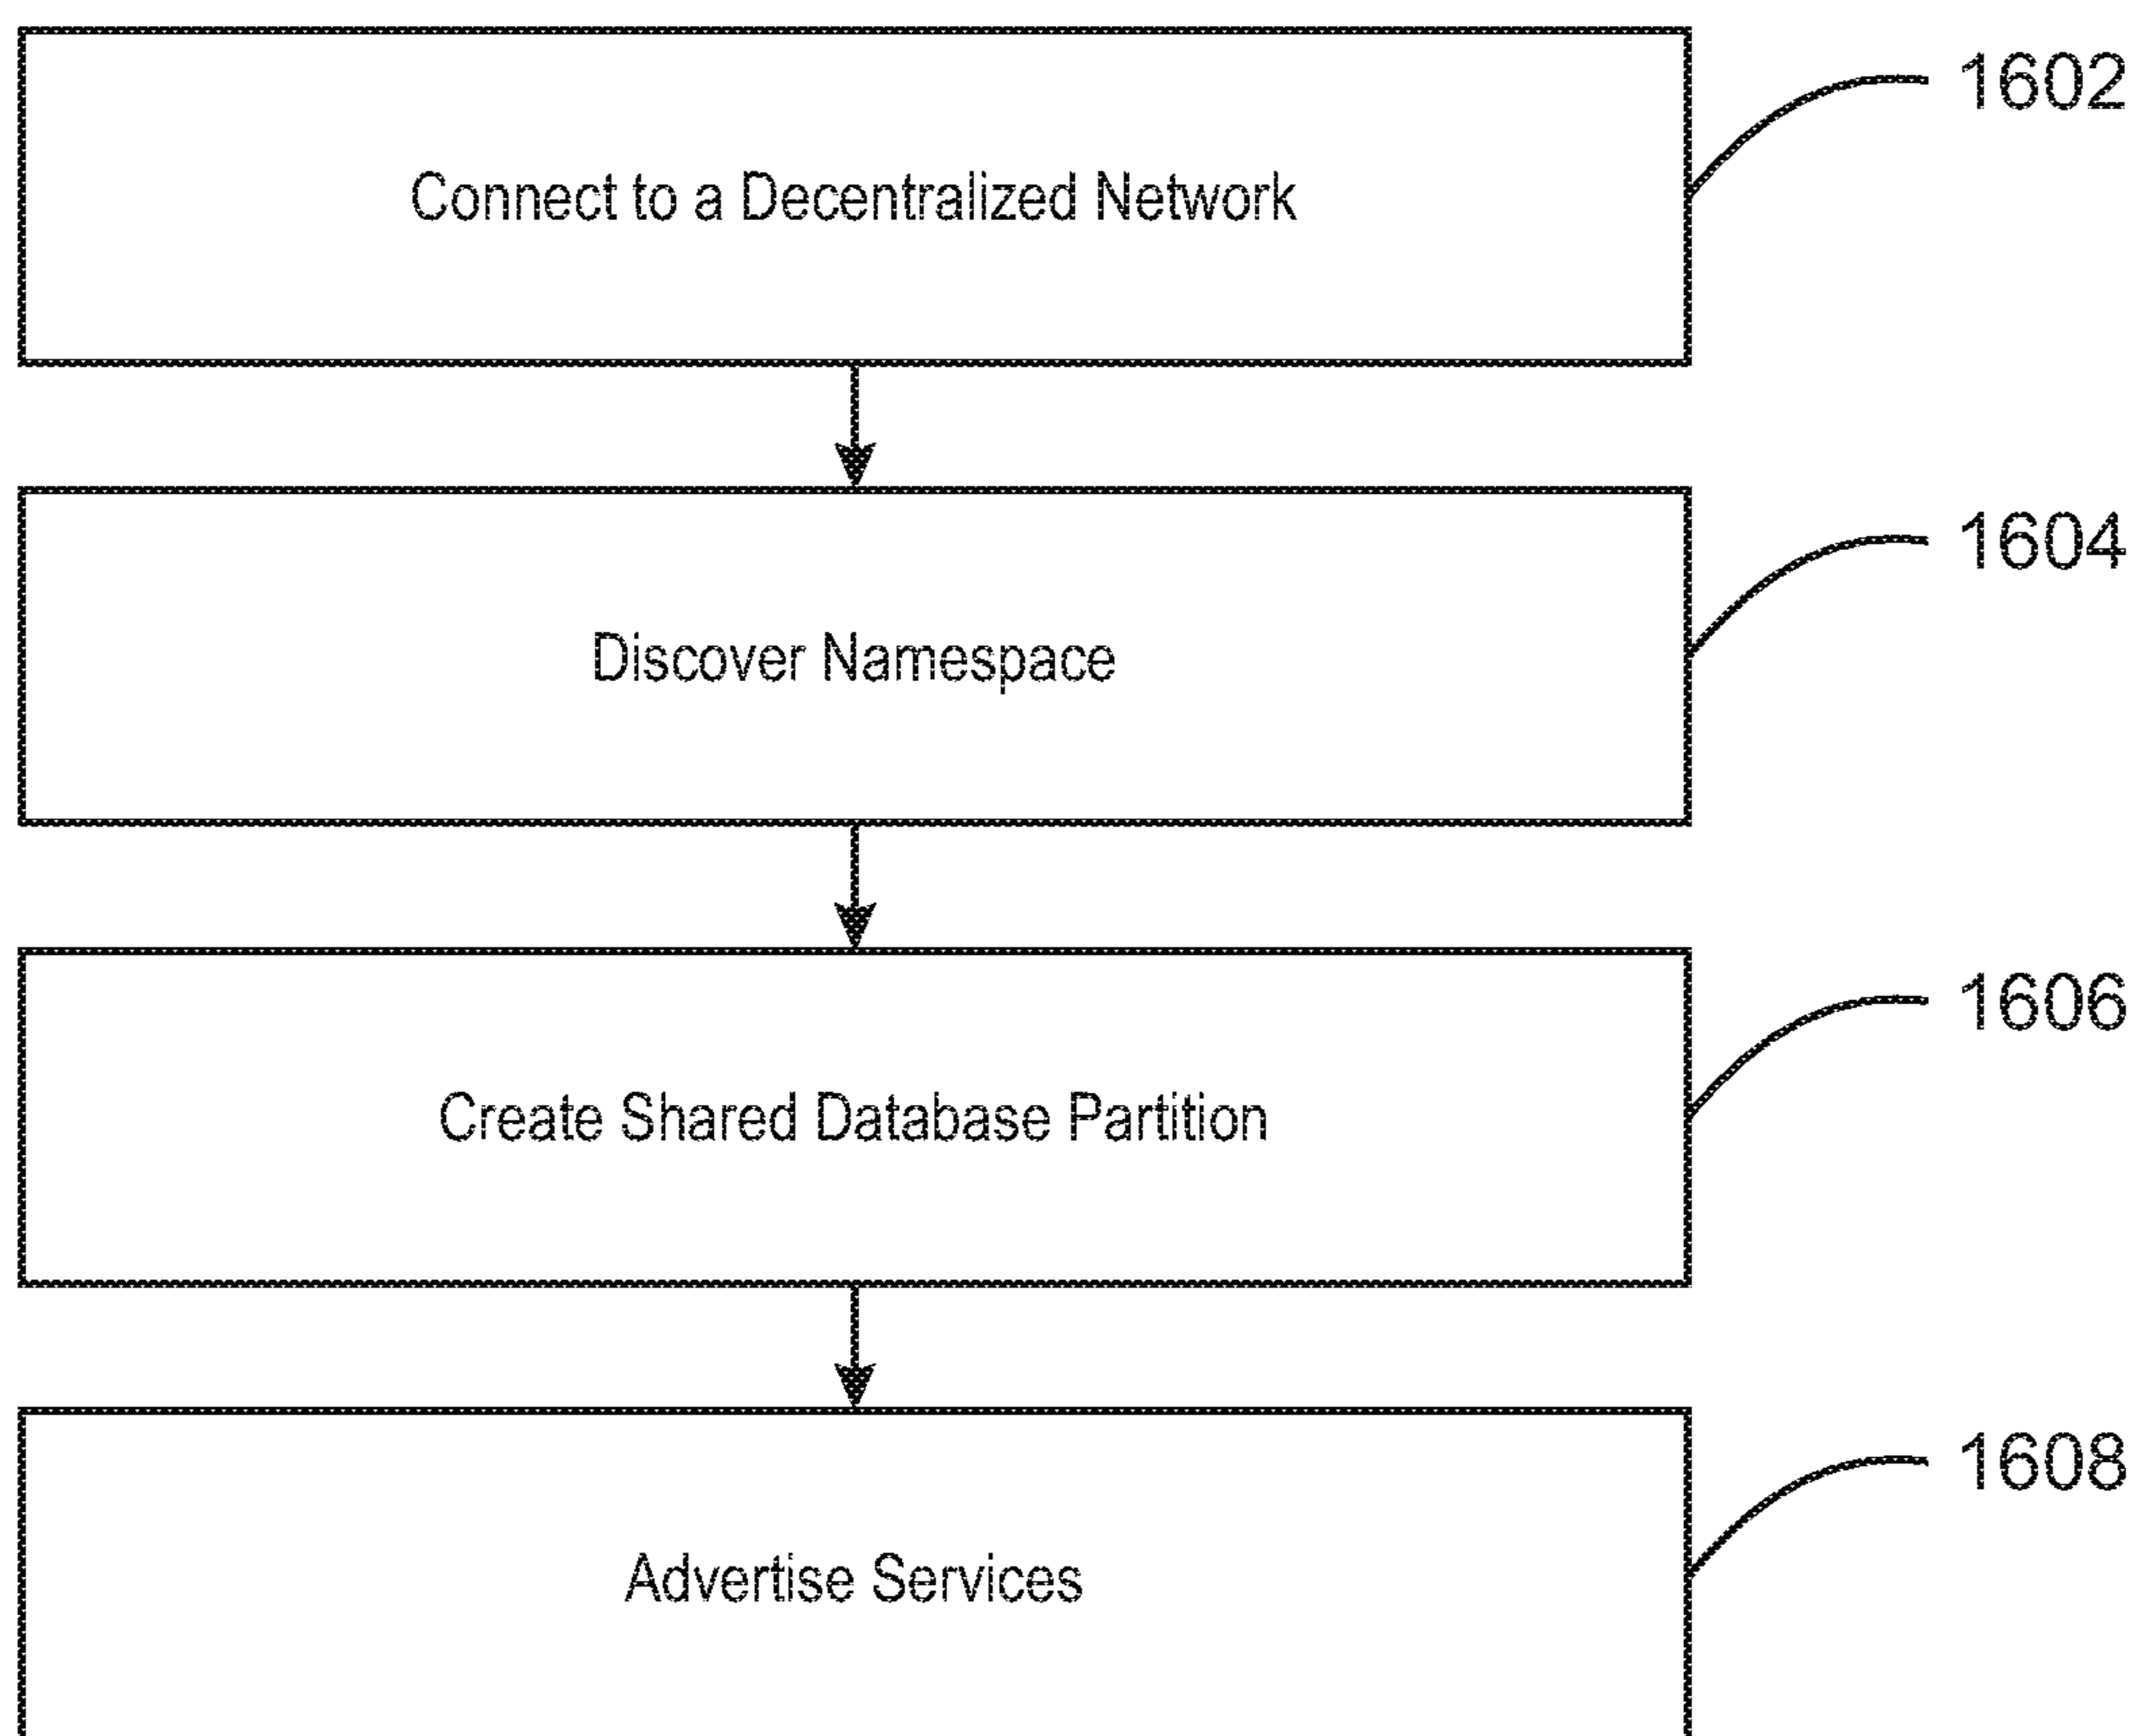 1602
Connect to a Decentralized Network
1604
Discover Namespace
1606
Create Shared Database Partition
1608
Advertise Services